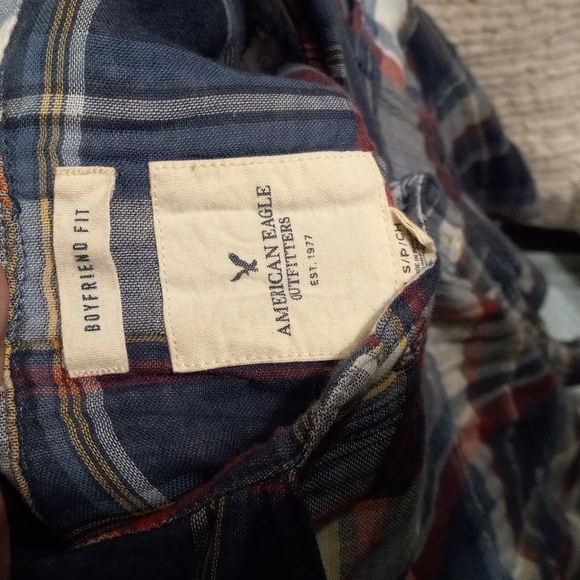 BOYFRIEND FIT
AMERICAN EAGLE
OUTFITTERS
EST. 1977
S/P/CH